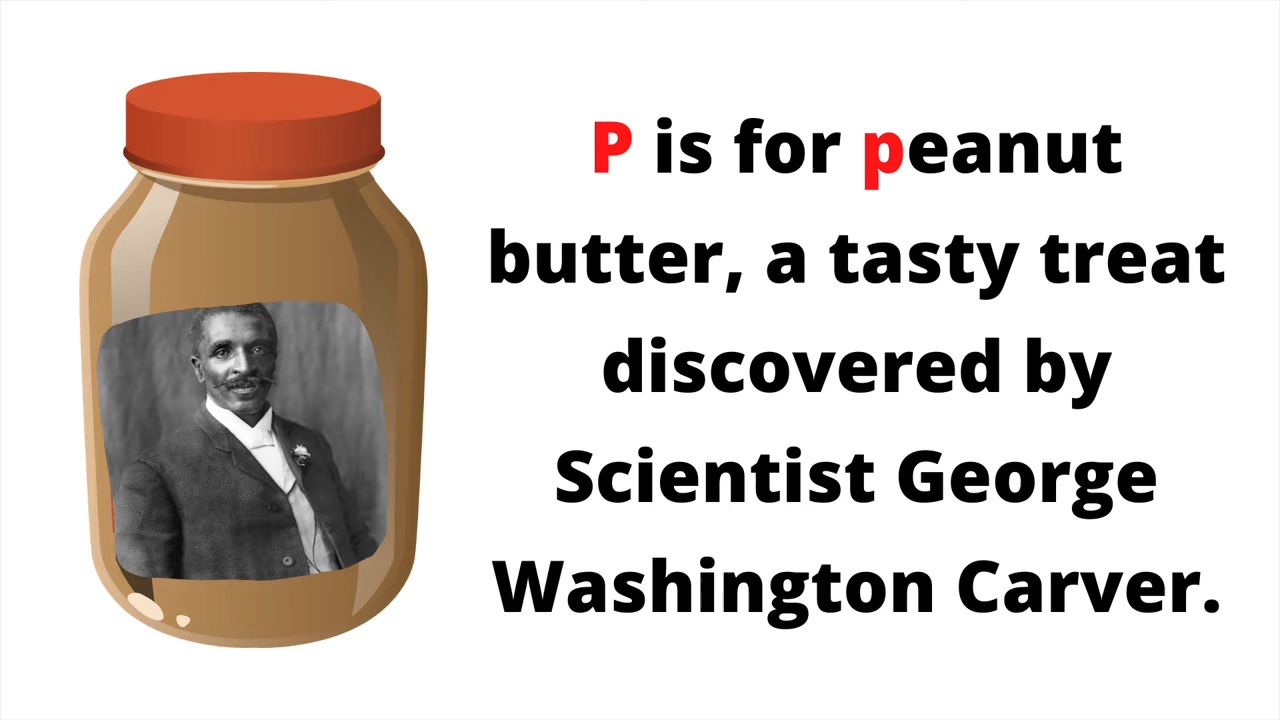 P is for peanut
butter, a tasty treat
discovered by
Scientist George
Washington Carver.